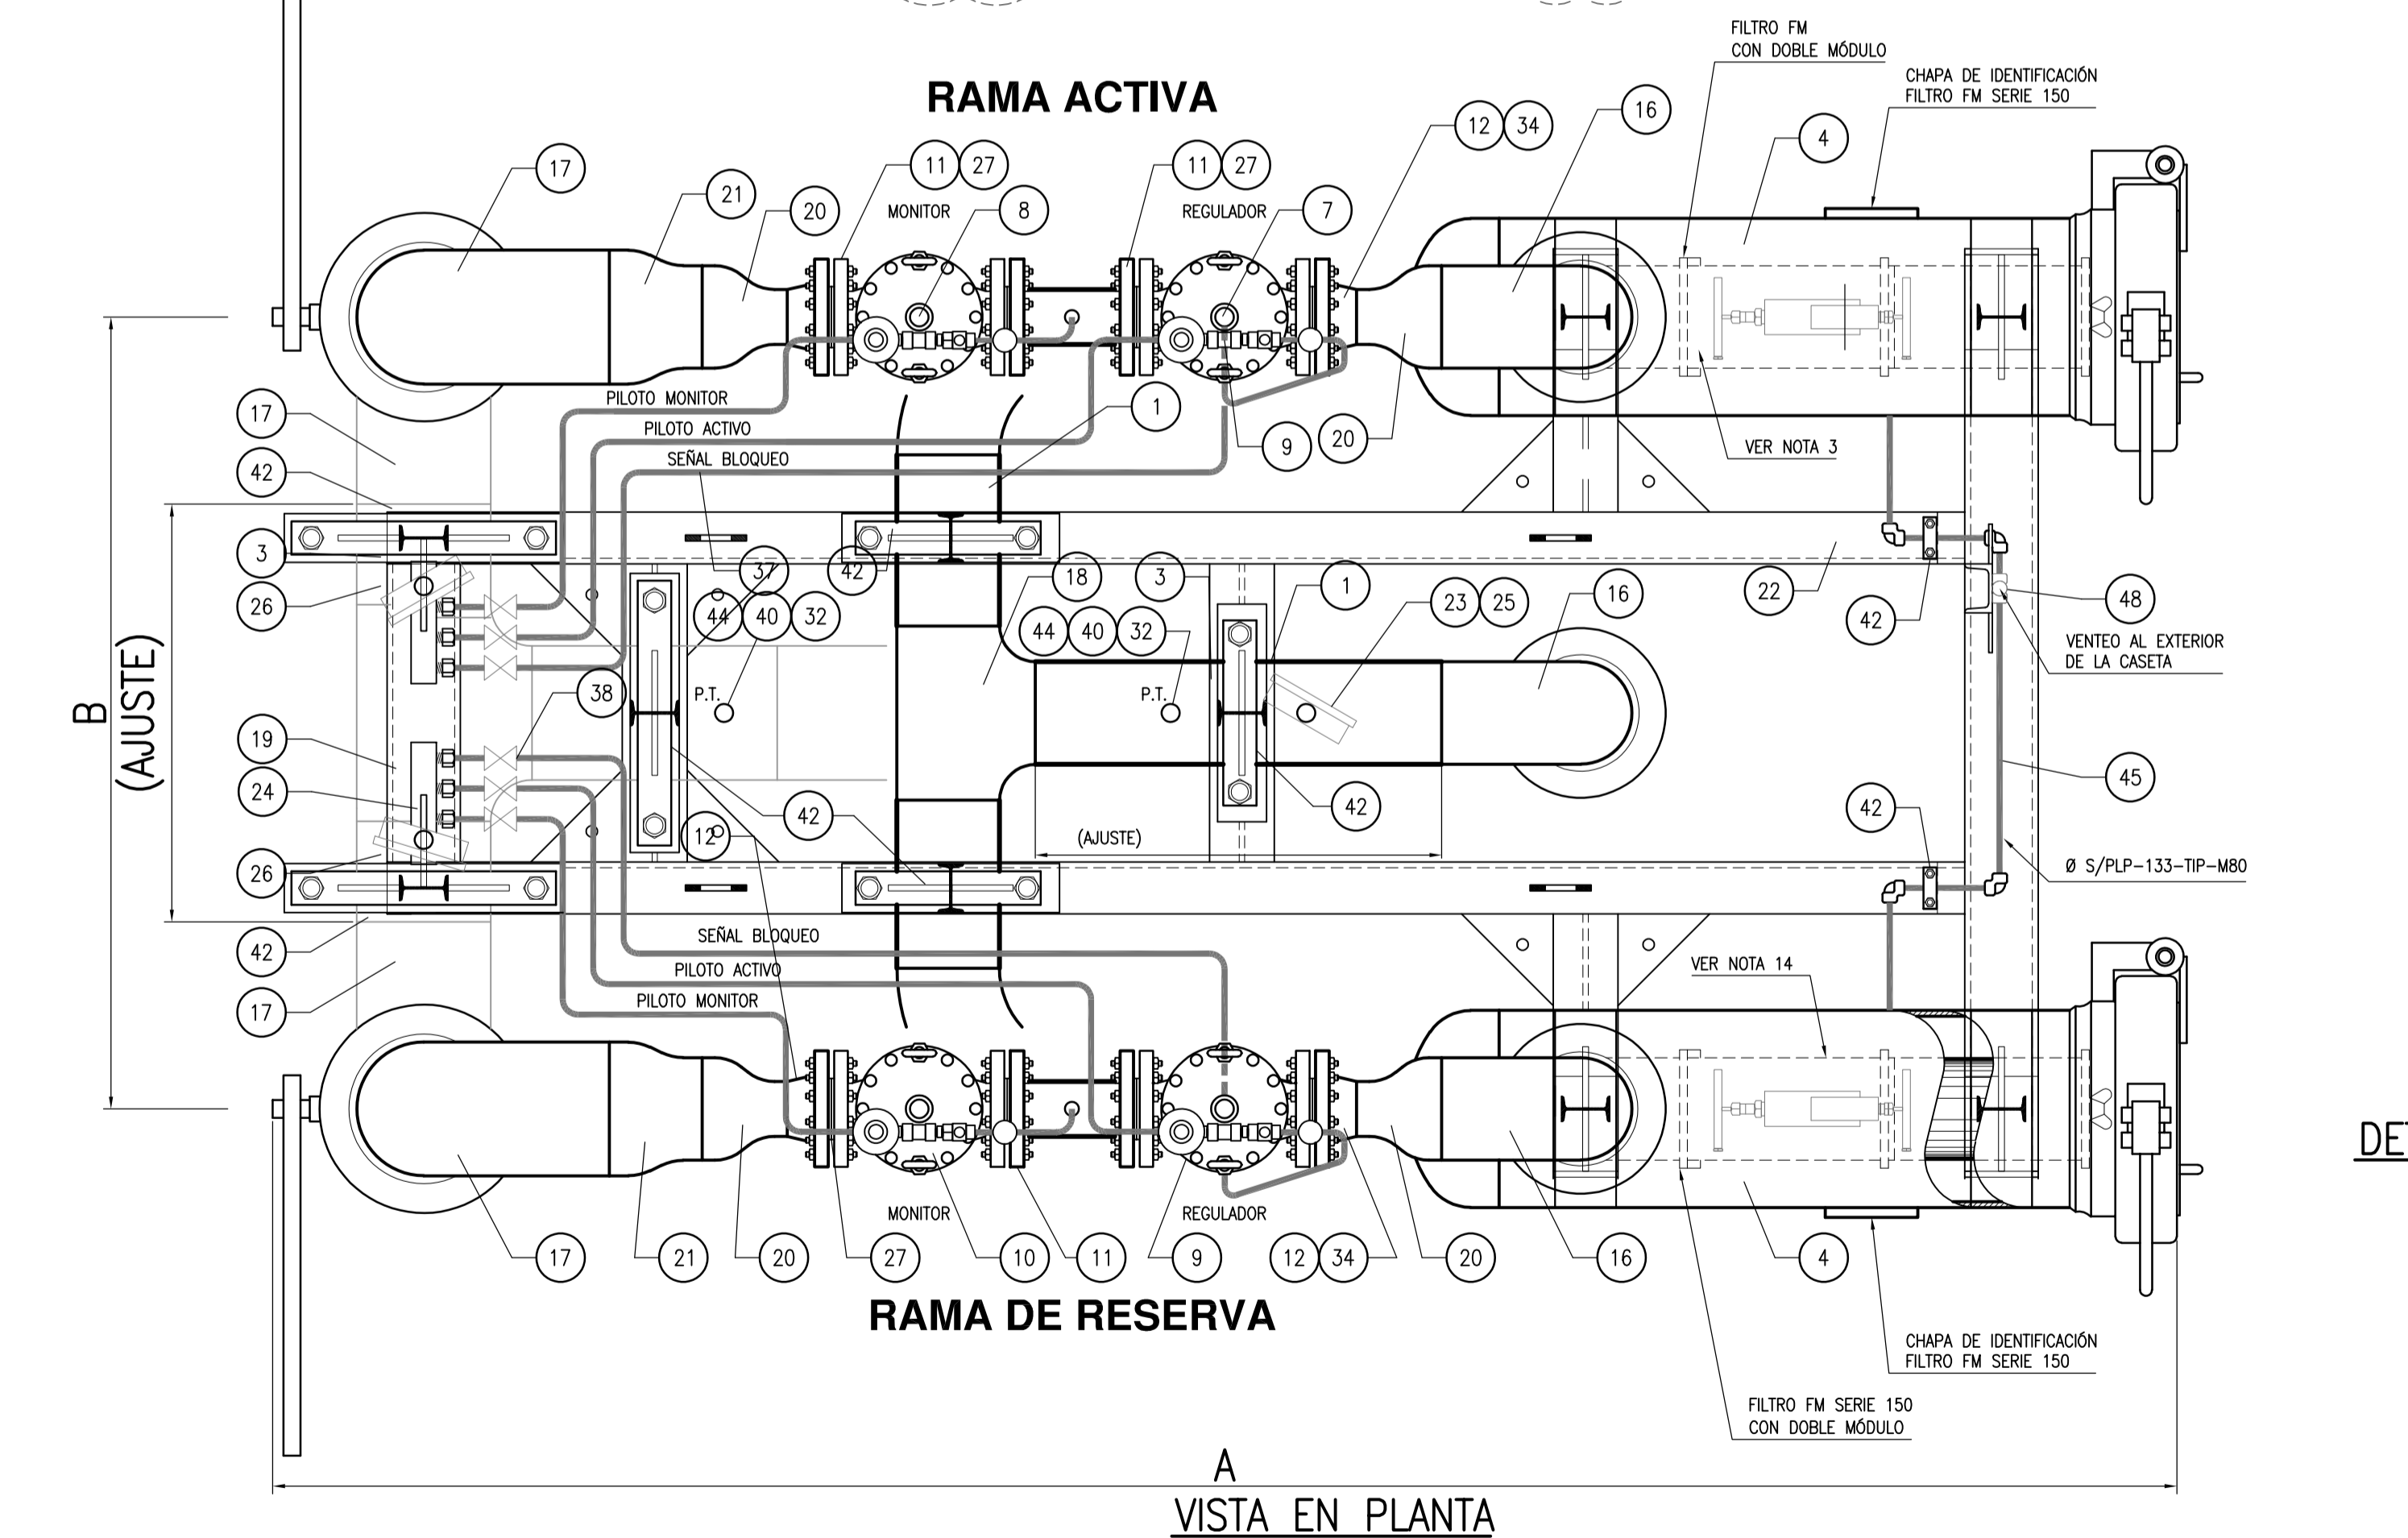 FILTRO FM
CON DOBLE MÓDULO
CHAPA DE IDENTIFICACIÓN
FILTRO FM SERIE 150
RAMA ACTIVA
12 34
16
4
17
11 27
11 27
21
20
MONITOR
8
REGULADOR
7
PILOTO MONITOR
17
1
PILOTO ACTIVO
9
20
VER NOTA 3
42
SEÑAL BLOQUEO
3
37
42
18
3
1
16
22
26
44 40 32
44 40 32
23 25
42
48
VENTEO AL EXTERIOR
DE LA CASETA
B
(AJUSTE)
38
P.T.
P.T.
19
24
45
12
42
42
42
(AJUSTE)
26
Ø S/PLP-133-TIP-M80
42
SEÑAL BLOQUEO
PILOTO ACTIVO
VER NOTA 14
17
PILOTO MONITOR
DE
MONITOR
REGULADOR
17
21
20
27
10
11
9
12 34
20
16
4
RAMA DE RESERVA
CHAPA DE IDENTIFICACIÓN
FILTRO FM SERIE 150
FILTRO FM SERIE 150
CON DOBLE MÓDULO
A
VISTA EN PLANTA